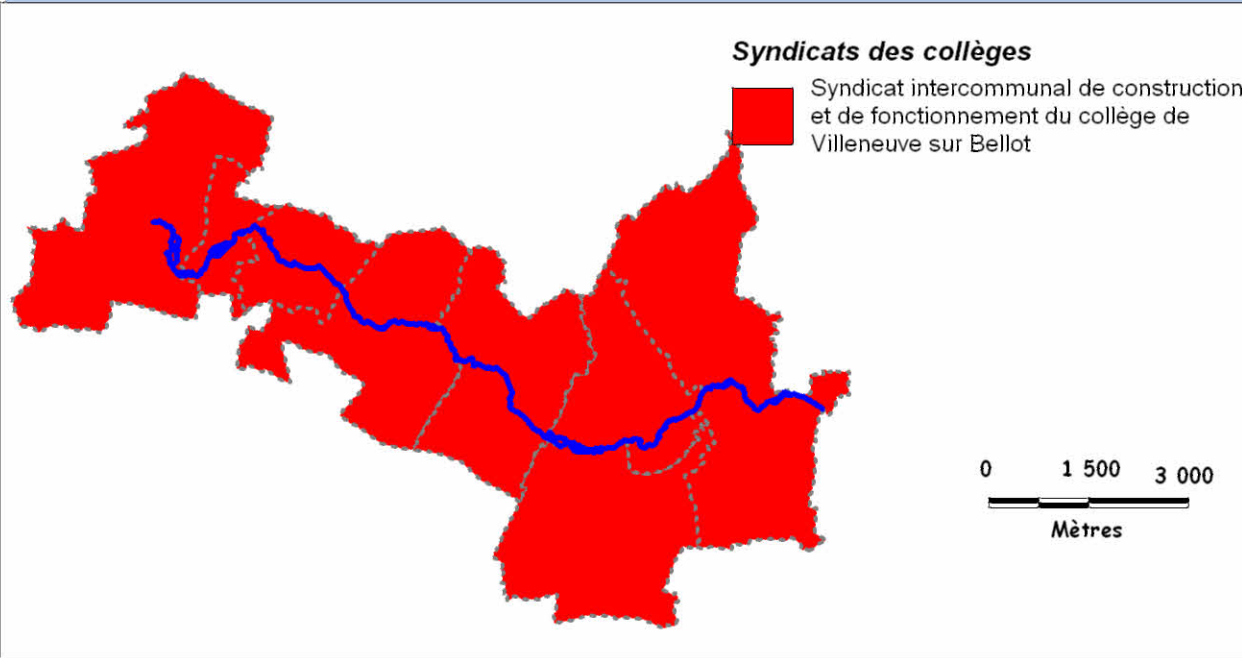 Syndicats des collèges
Syndicat intercommunal de construction
et de fonctionnement du collège de
Villeneuve sur Bellot
0 1 500 3 000
Mètres